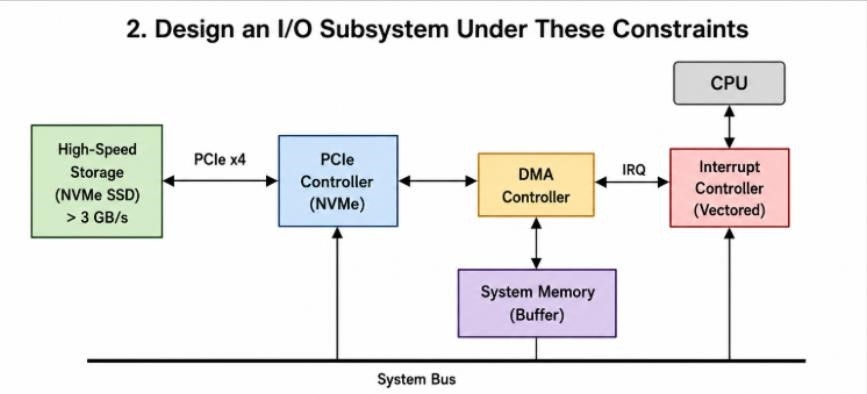 2. Design an I/O Subsystem Under These Constraints
CPU
High-Speed
Storage
(NVMe SSD)
> 3 GB/s
PCIe x4
PCIe
Controller
(NVMe)
DMA
Controller
IRQ
Interrupt
Controller
(Vectored)
System Memory
(Buffer)
System Bus